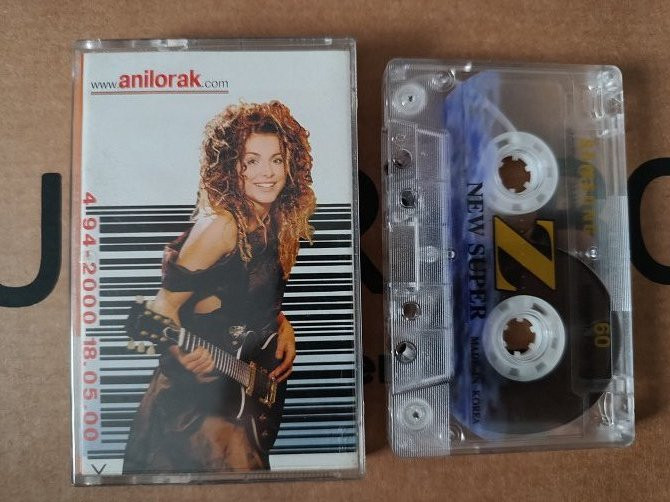 www.anilorak.com
4-94-2000 18.05.00
NEW SUPER
Z
MADE IN KOREA
60